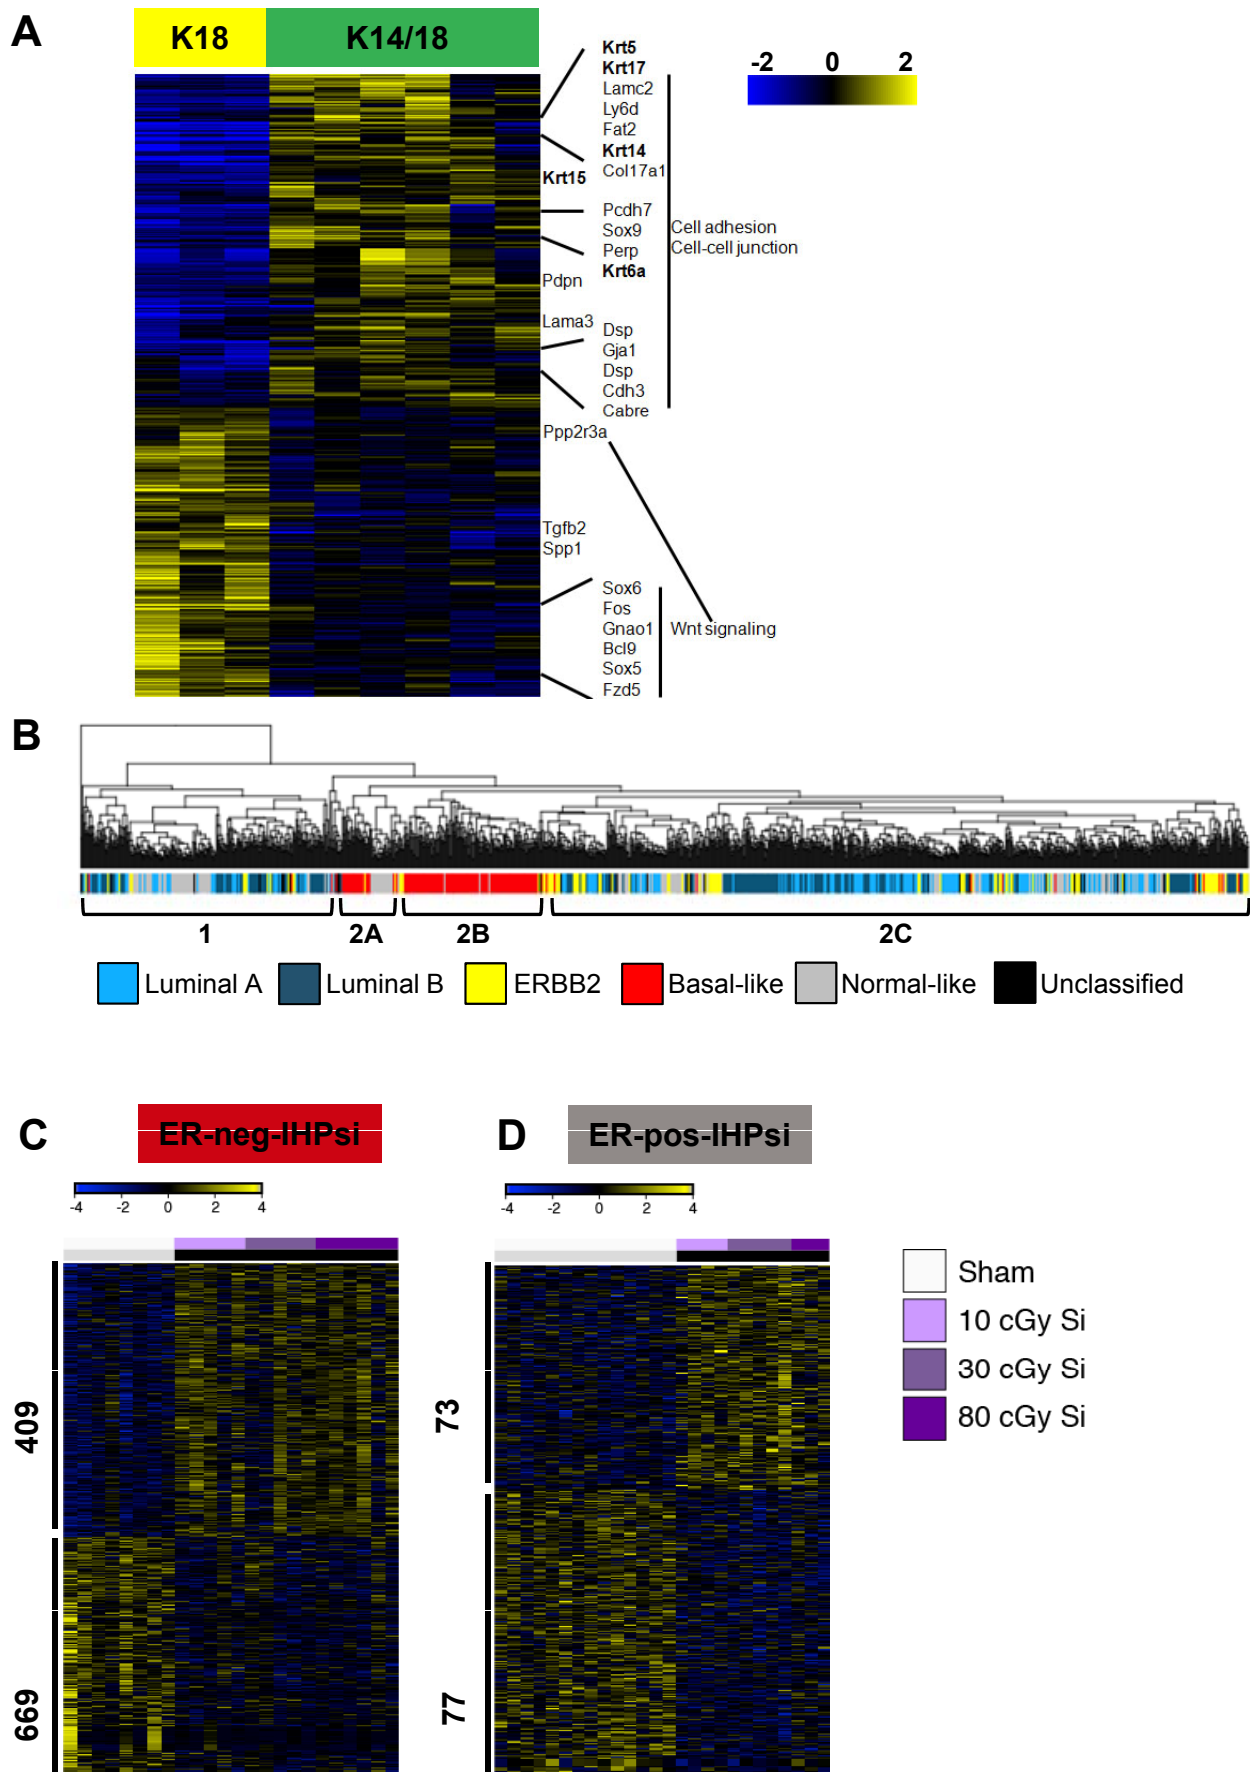 A
K18
K14/18
-2 0 2
Krt5
Krt17
Lamc2
Ly6d
Fat2
Krt14
Col17a1
Krt15
Pcdh7
Sox9
Perp
Krt6a
Cell adhesion
Cell-cell junction
Pdpn
Lama3
Dsp
Gja1
Dsp
Cdh3
Cabre
Ppp2r3a
Tgfb2
Spp1
Sox6
Fos
Gnao1
Bcl9
Sox5
Fzd5
Wnt signaling
B
1 2A 2B 2C
Luminal A Luminal B ERBB2 Basal-like Normal-like Unclassified
C
ER-neg-IHPsi
-4 -2 0 2 4
409
669
D
ER-pos-IHPsi
-4 -2 0 2 4
73
77
Sham
10 cGy Si
30 cGy Si
80 cGy Si